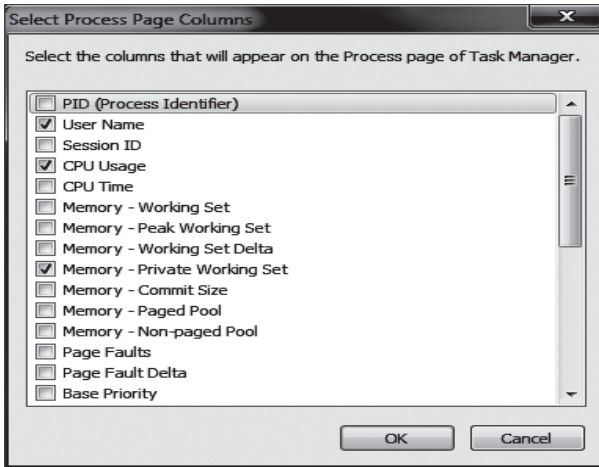 Select Process Page Columns
Select the columns that will appear on the Process page of Task Manager.
PID (Process Identifier)
User Name
Session ID
CPU Usage
CPU Time
Memory - Working Set
Memory - Peak Working Set
Memory - Working Set Delta
Memory - Private Working Set
Memory - Commit Size
Memory - Paged Pool
Memory - Non-paged Pool
Page Faults
Page Fault Delta
Base Priority
OK Cancel